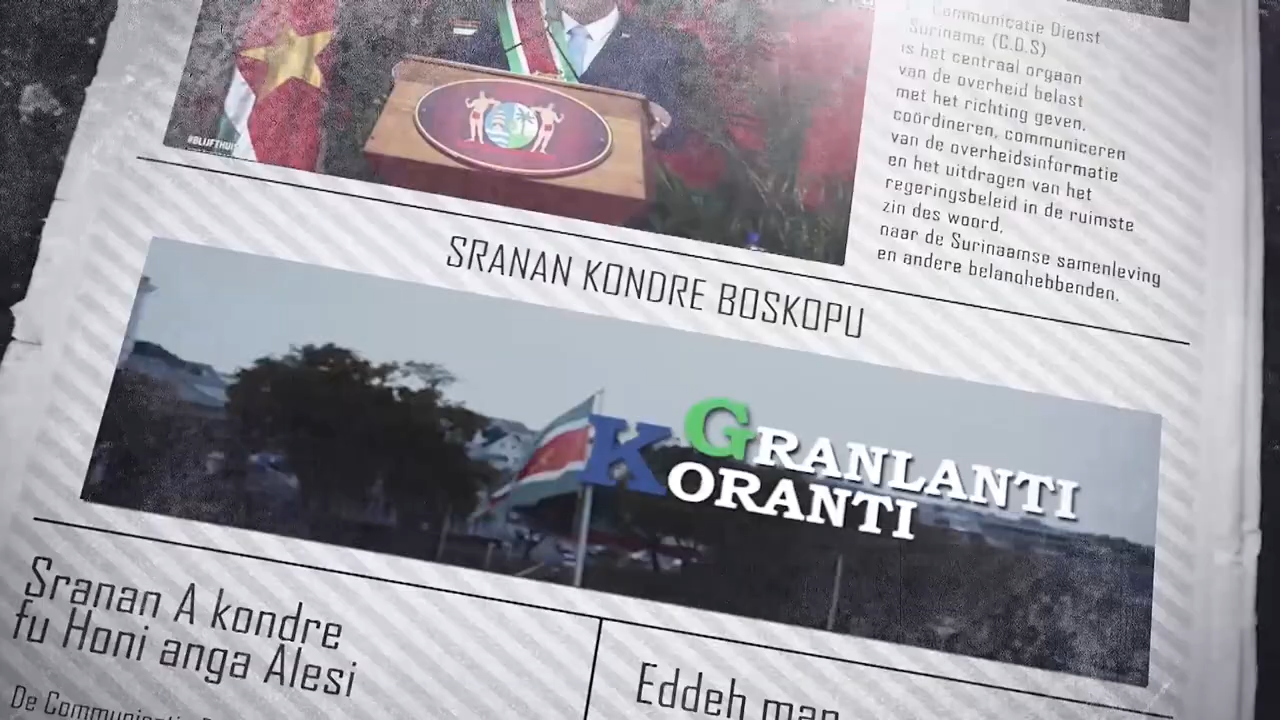 #BLIJFTHUIS
Communicatie Dienst
Suriname (C.D.S)
is het centraal orgaan
van de overheid belast
met het richting geven,
coördineren, communiceren
van de overheidsinformatie
en het uitdragen van het
regeringsbeleid in de ruimste
zin des woord.
naar de Surinaamse samenleving
en andere belanghebbenden.
SRANAN KONDRE BOSKOPU
GRANLANTI
KORANTI
Sranan A kondre
fu Honi anga Alesi
De
Eddeh man